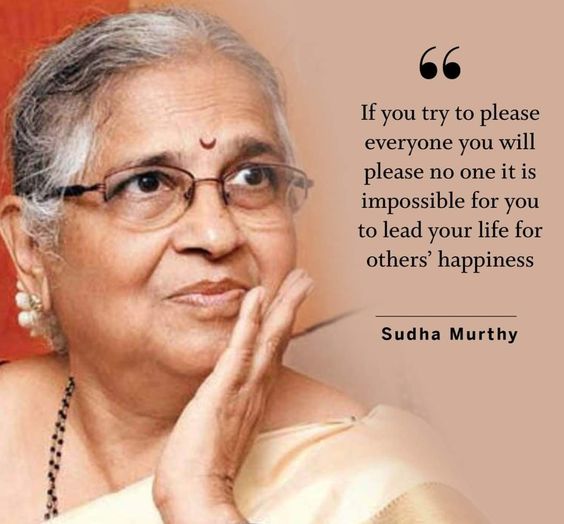 “
If you try to please
everyone you will
please no one it is
impossible for you
to lead your life for
others’ happiness
Sudha Murthy